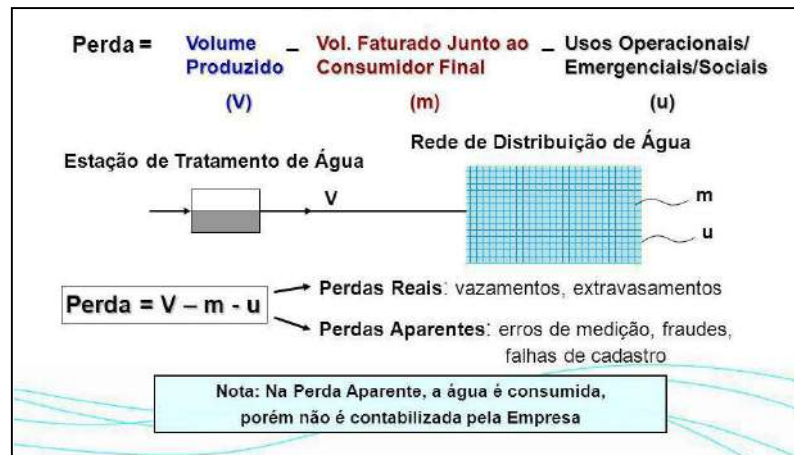 Perda = Volume Produzido – Vol. Faturado Junto ao Consumidor Final – Usos Operacionais/ Emergenciais/Sociais
(V) (m) (u)
Rede de Distribuição de Água
Estação de Tratamento de Água
V
m
u
Perda = V – m - u
Perdas Reais: vazamentos, extravasamentos
Perdas Aparentes: erros de medição, fraudes,
falhas de cadastro
Nota: Na Perda Aparente, a água é consumida,
porém não é contabilizada pela Empresa